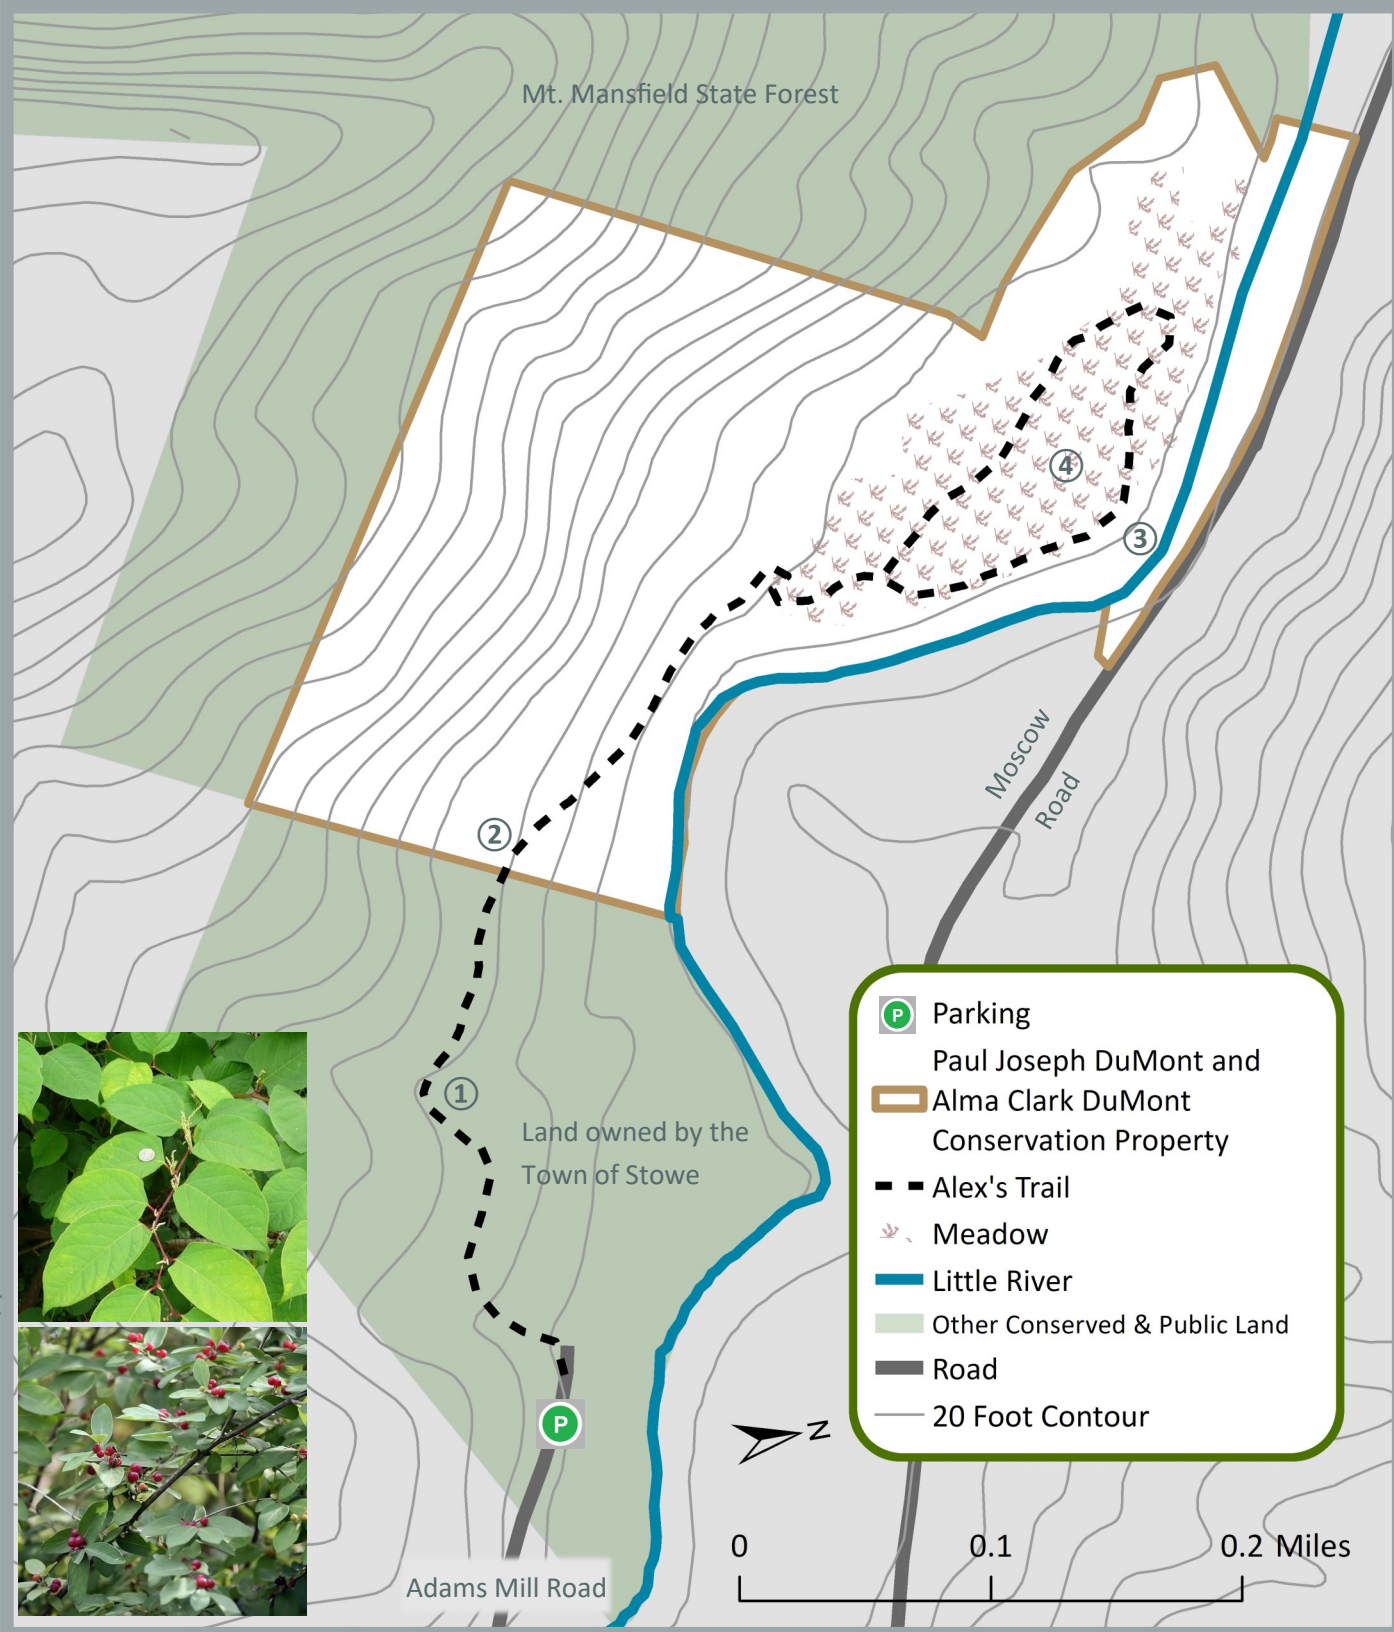 Mt. Mansfield State Forest
4
3
Moscow
Road
2
1
Land owned by the
Town of Stowe
P
Adams Mill Road
P Parking
Paul Joseph DuMont and
Alma Clark DuMont
Conservation Property
Alex's Trail
Meadow
Little River
Other Conserved & Public Land
Road
20 Foot Contour
N
0 0.1 0.2 Miles